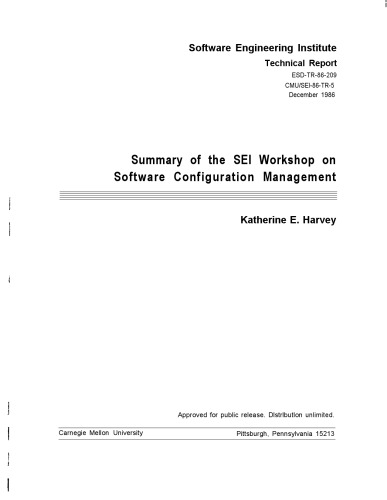 Software Engineering Institute
Technical Report
ESD-TR-86-209
CMU/SEI-86-TR-5
December 1986
Summary of the SEI Workshop on
Software Configuration Management
Katherine E. Harvey
Approved for public release. Distribution unlimited.
Carnegie Mellon University
Pittsburgh, Pennsylvania 15213